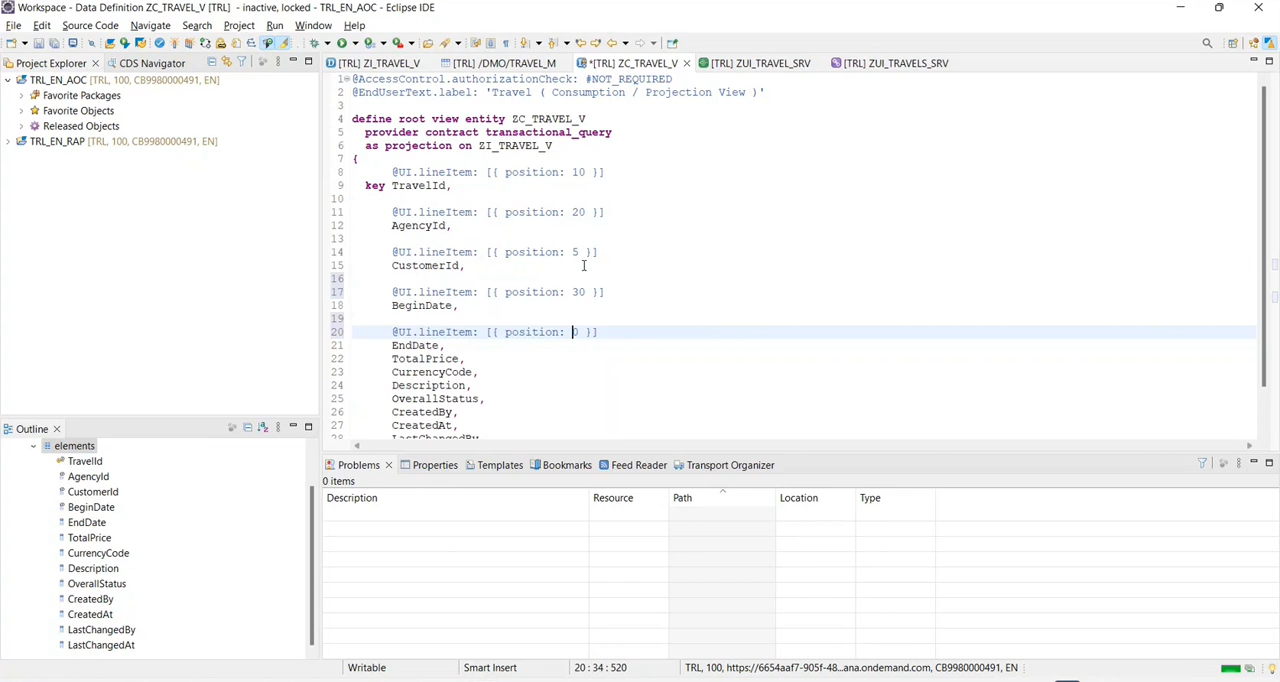 Workspace - Data Definition ZC_TRAVEL_V [TRL] - inactive, locked - TRL_EN_AOC - Eclipse IDE
File Edit Source Code Navigate Search Project Run Window Help
Project Explorer CDS Navigator
TRL_EN_AOC [TRL, 100, CB9980000491, EN]
Favorite Packages
Favorite Objects
Released Objects
TRL_EN_RAP [TRL, 100, CB9980000491, EN]
Outline
elements
TravelId
AgencyId
CustomerId
BeginDate
EndDate
TotalPrice
CurrencyCode
Description
OverallStatus
CreatedBy
CreatedAt
LastChangedBy
LastChangedAt
[TRL] ZI_TRAVEL_V [TRL] /DMO/TRAVEL_M *[TRL] ZC_TRAVEL_V [TRL] ZUI_TRAVEL_SRV [TRL] ZUI_TRAVELS_SRV
1 @AccessControl.authorizationCheck: #NOT_REQUIRED
2 @EndUserText.label: 'Travel ( Consumption / Projection View )'
3
4 define root view entity ZC_TRAVEL_V
5 provider contract transactional_query
6 as projection on ZI_TRAVEL_V
7 {
8 @UI.lineItem: [{ position: 10 }]
9 key TravelId,
10
11 @UI.lineItem: [{ position: 20 }]
12 AgencyId,
13
14 @UI.lineItem: [{ position: 5 }]
15 CustomerId,
16
17 @UI.lineItem: [{ position: 30 }]
18 BeginDate,
19
20 @UI.lineItem: [{ position: 0 }]
21 EndDate,
22 TotalPrice,
23 CurrencyCode,
24 Description,
25 OverallStatus,
26 CreatedBy,
27 CreatedAt,
28 LastChangedBy
Problems Properties Templates Bookmarks Feed Reader Transport Organizer
0 items
Description Resource Path Location Type
Writable Smart Insert 20 : 34 : 520 TRL, 100, https://6654aaf7-905f-48...ana.ondemand.com, CB9980000491, EN